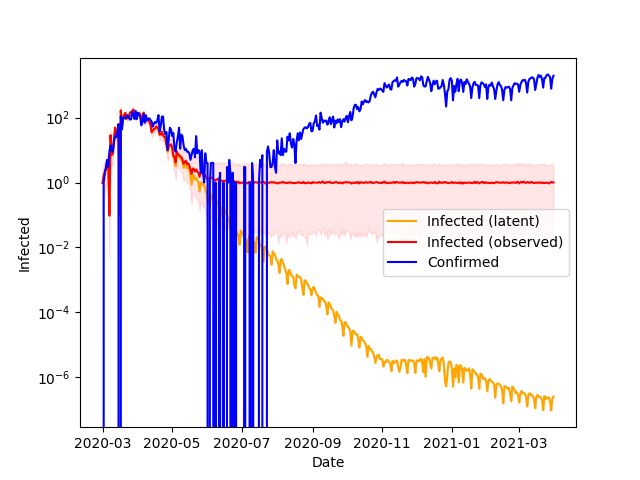 10²
10⁰
10⁻²
10⁻⁴
10⁻⁶
Infected
Infected (latent)
Infected (observed)
Confirmed
2020-03 2020-05 2020-07 2020-09 2020-11 2021-01 2021-03
Date